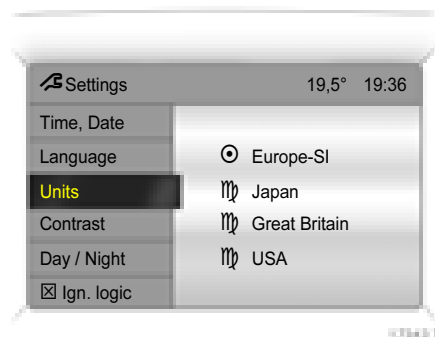 Settings 19,5° 19:36
Time, Date
Language
Units
Contrast
Day / Night
☒ Ign. logic
⦿ Europe-SI
♍ Japan
♍ Great Britain
♍ USA